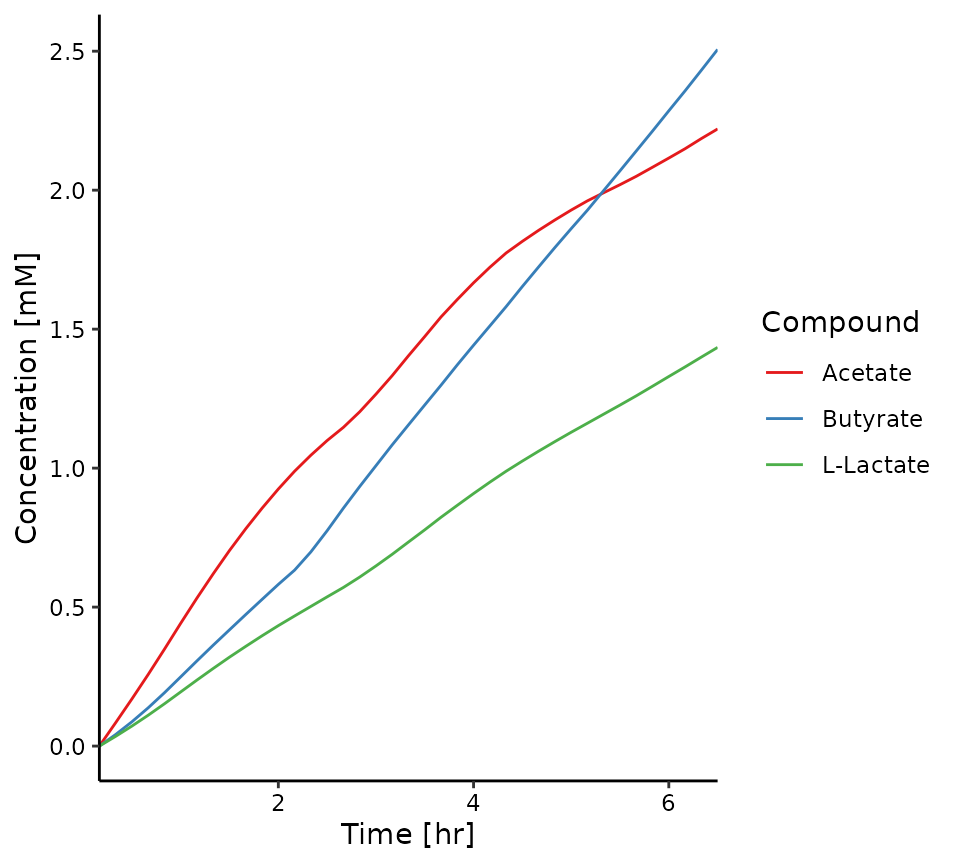 2.5
2.0
1.5
1.0
0.5
0.0
Concentration [mM]
2 4 6
Time [hr]
Compound
Acetate
Butyrate
L-Lactate